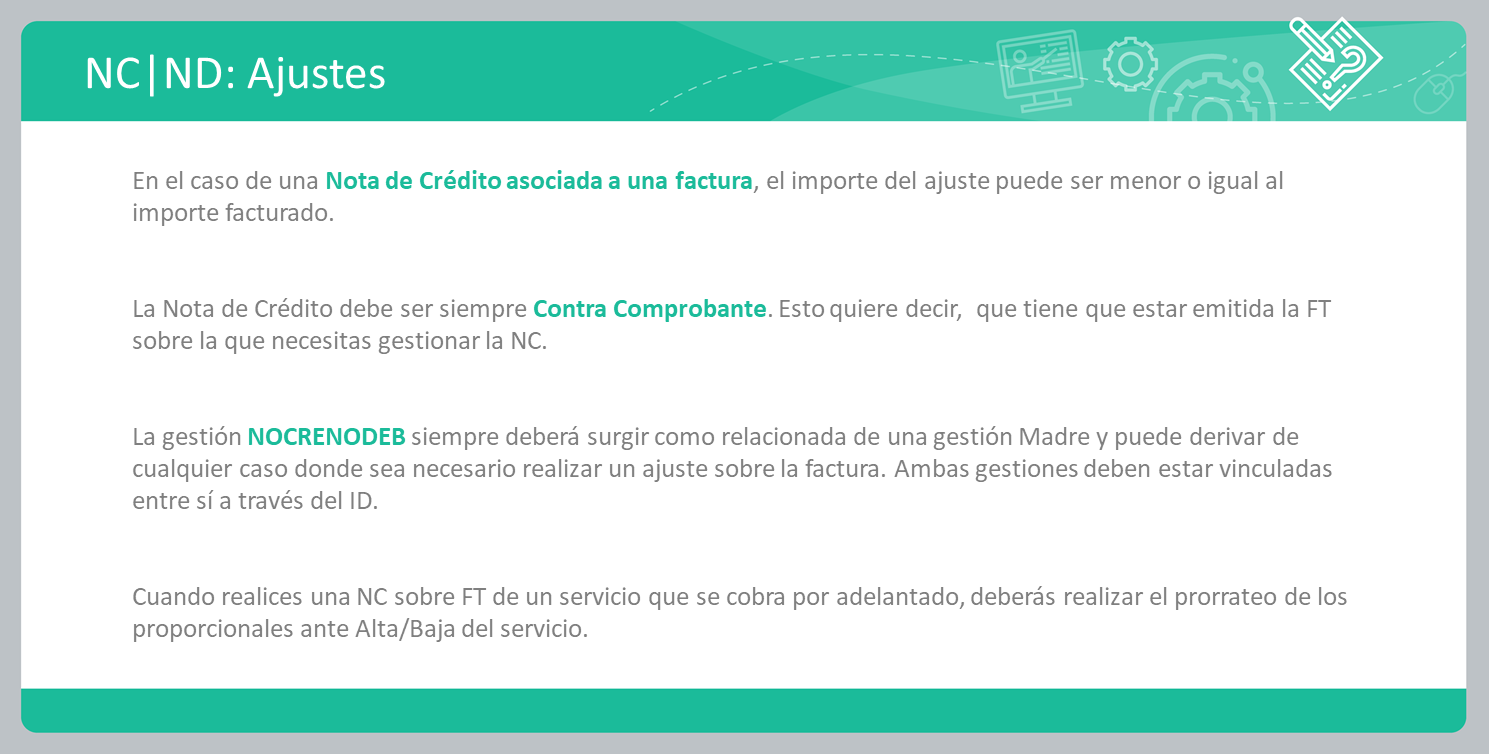 NC|ND: Ajustes
En el caso de una Nota de Crédito asociada a una factura, el importe del ajuste puede ser menor o igual al
importe facturado.
La Nota de Crédito debe ser siempre Contra Comprobante. Esto quiere decir,  que tiene que estar emitida la FT
sobre la que necesitas gestionar la NC.
La gestión NOCRENODEB siempre deberá surgir como relacionada de una gestión Madre y puede derivar de
cualquier caso donde sea necesario realizar un ajuste sobre la factura. Ambas gestiones deben estar vinculadas
entre sí a través del ID.
Cuando realices una NC sobre FT de un servicio que se cobra por adelantado, deberás realizar el prorrateo de los
proporcionales ante Alta/Baja del servicio.